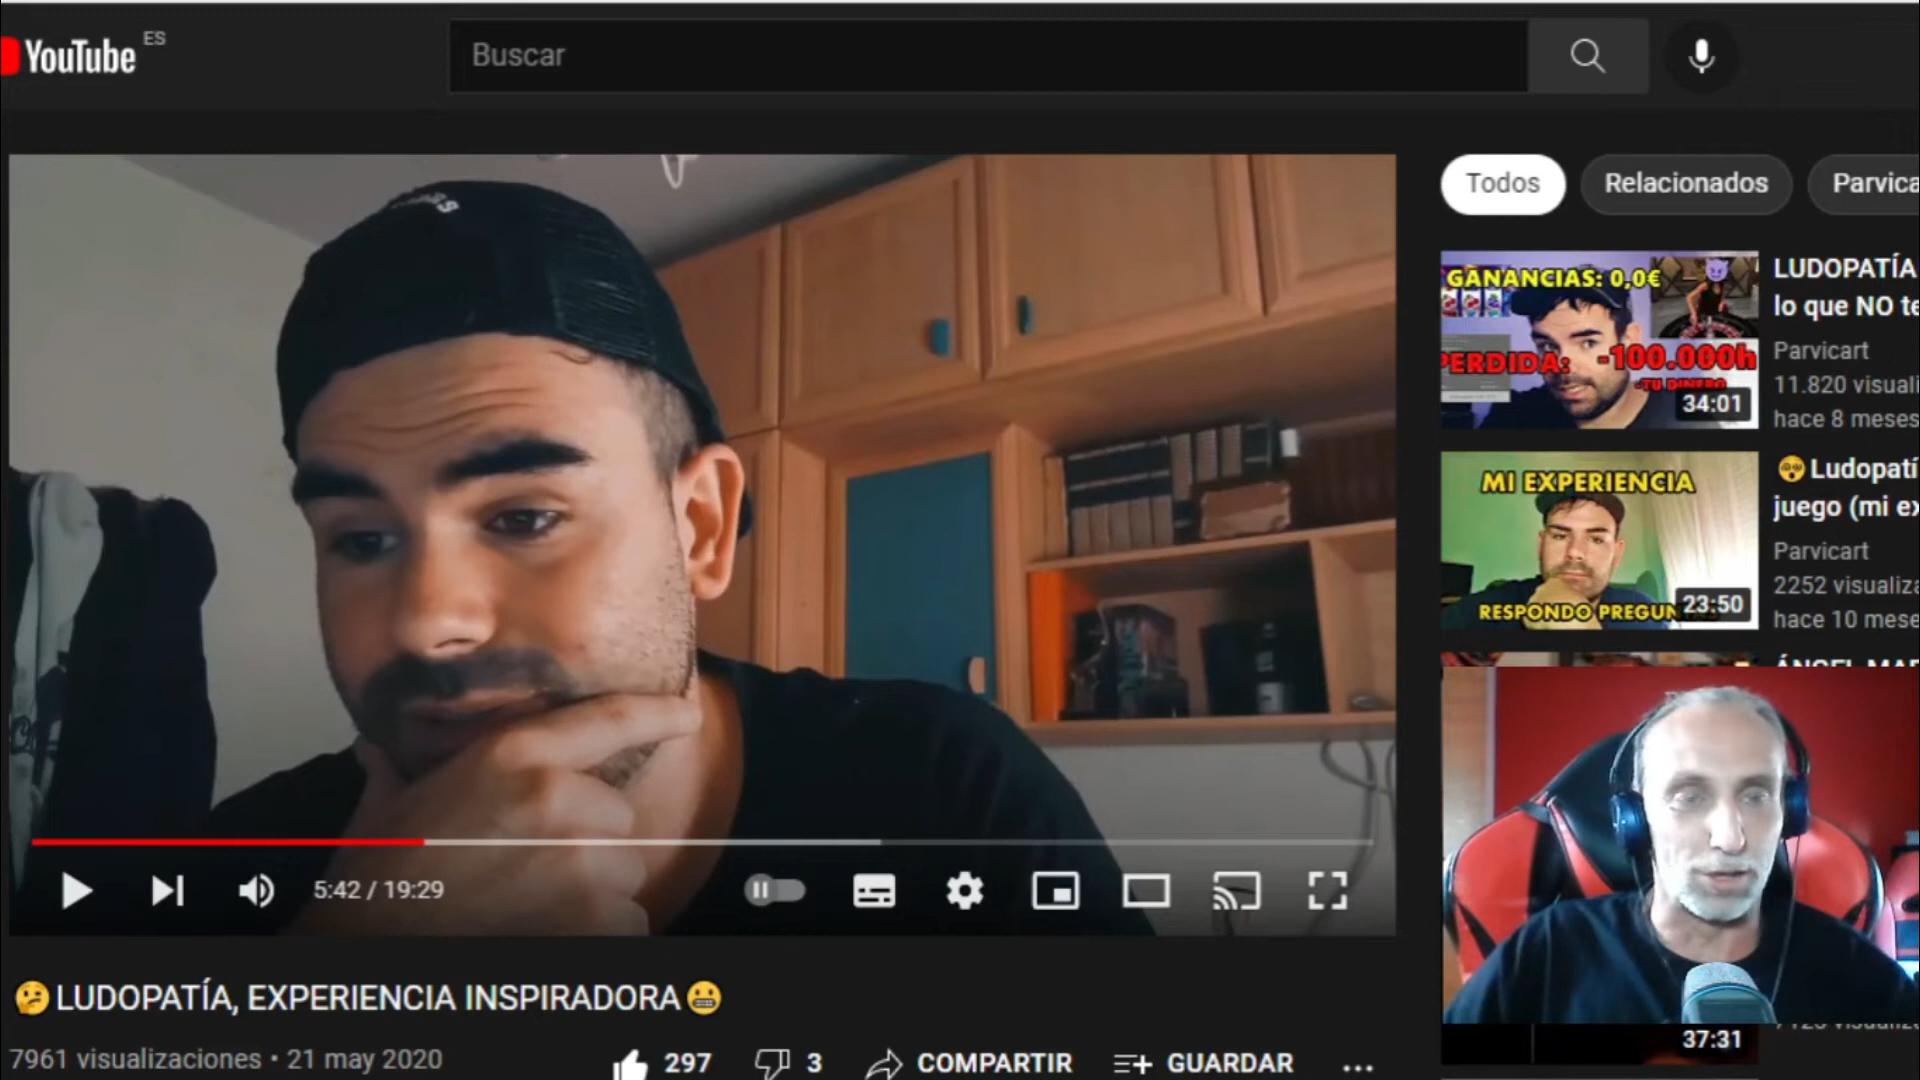 YouTube ES
Buscar
Todos
Relacionados
Parvica
GANANCIAS: 0,0€
PERDIDA: -100.000h
-TU DINERO
34:01
LUDOPATÍA
lo que NO te
Parvicart
11.820 visuali
hace 8 meses
MI EXPERIENCIA
RESPONDO PREGUN
23:50
😵Ludopatí
juego (mi ex
Parvicart
2252 visualiza
hace 10 mese
37:31
5:42 / 19:29
🤔LUDOPATÍA, EXPERIENCIA INSPIRADORA😬
7961 visualizaciones • 21 may 2020
297
3
COMPARTIR
GUARDAR